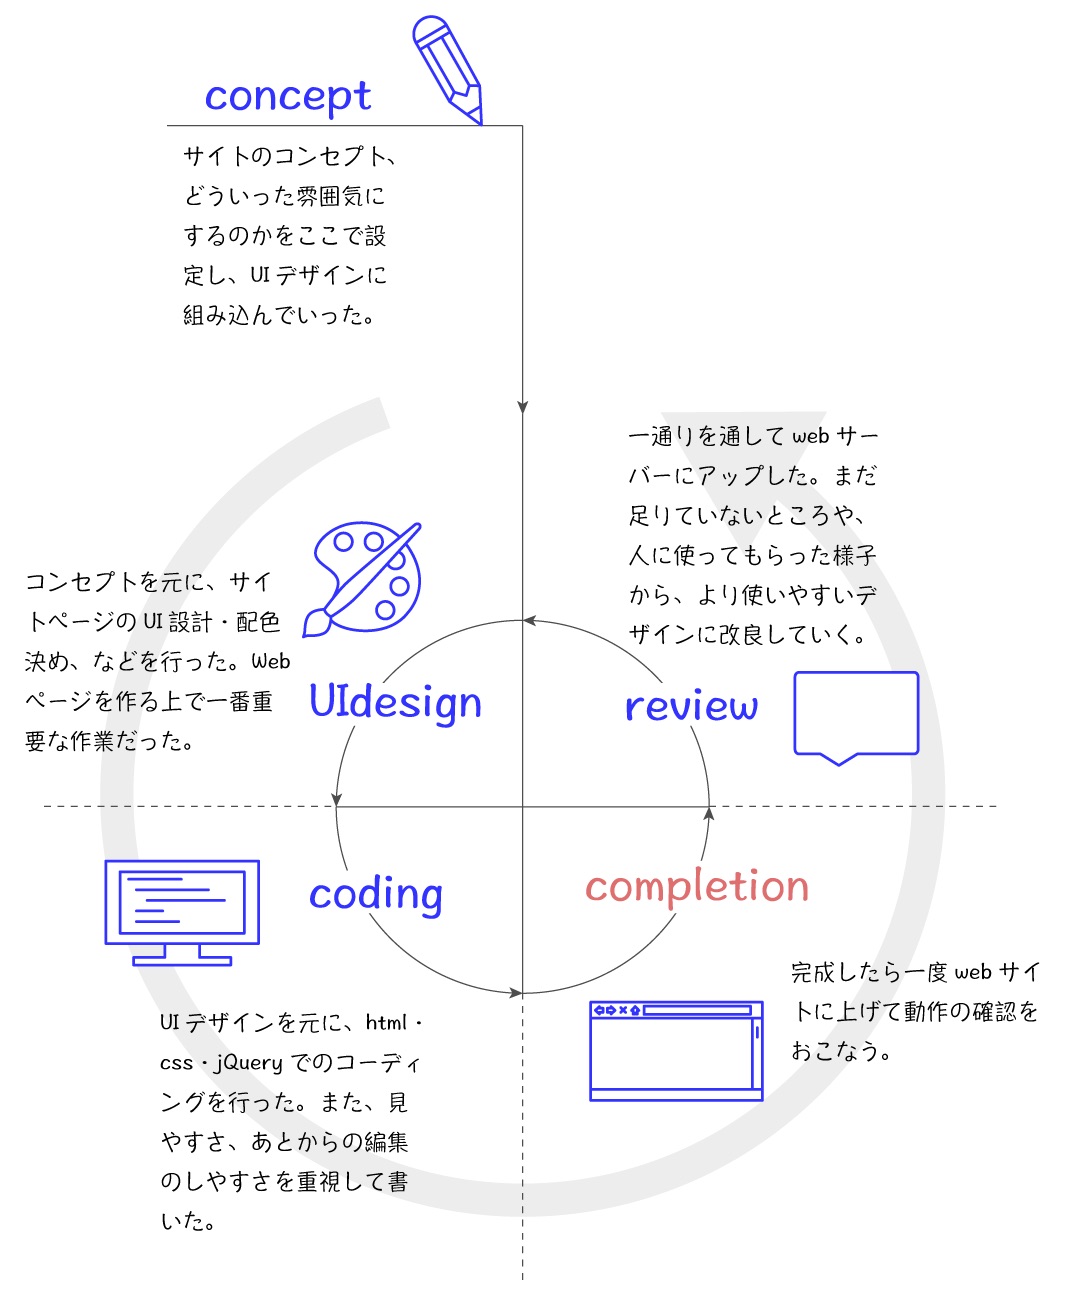 concept
サイトのコンセプト、
どういった雰囲気に
するのかをここで設
定し、UI デザインに
組み込んでいった。
コンセプトを元に、サイ
トページの UI 設計・配色
決め、などを行った。Web
ページを作る上で一番重
要な作業だった。
UIdesign
一通りを通して web サー
バーにアップした。まだ
足りていないところや、
人に使ってもらった様子
から、より使いやすいデ
ザインに改良していく。
review
coding
UI デザインを元に、html・
css・jQuery でのコーディ
ングを行った。また、見
やすさ、あとからの編集
のしやすさを重視して書
いた。
completion
完成したら一度 web サイ
トに上げて動作の確認を
おこなう。